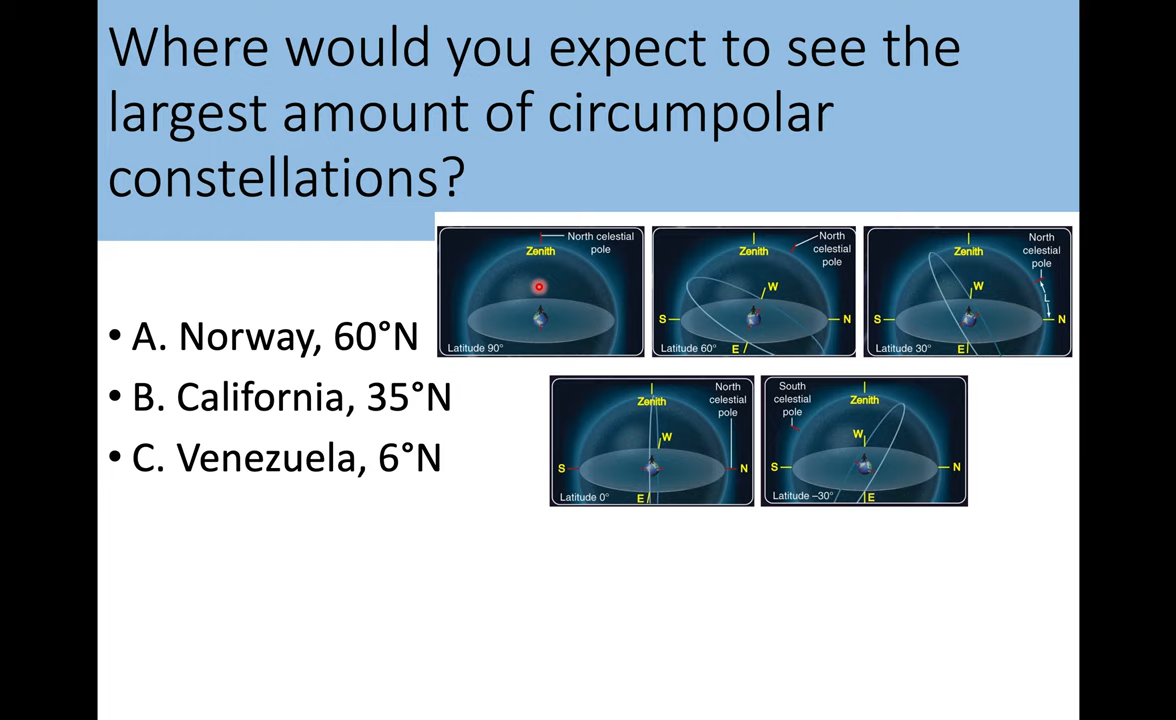 Where would you expect to see the
largest amount of circumpolar
constellations?
• A. Norway, 60°N
• B. California, 35°N
• C. Venezuela, 6°N
North celestial
pole
Zenith
Latitude 90°
Zenith
North
celestial
pole
W
S
N
E
Latitude 60°
Zenith
North
celestial
pole
W
L
S
N
E
Latitude 30°
Zenith
North
celestial
pole
W
S
N
E
Latitude 0°
South
celestial
pole
Zenith
W
S
N
E
Latitude –30°